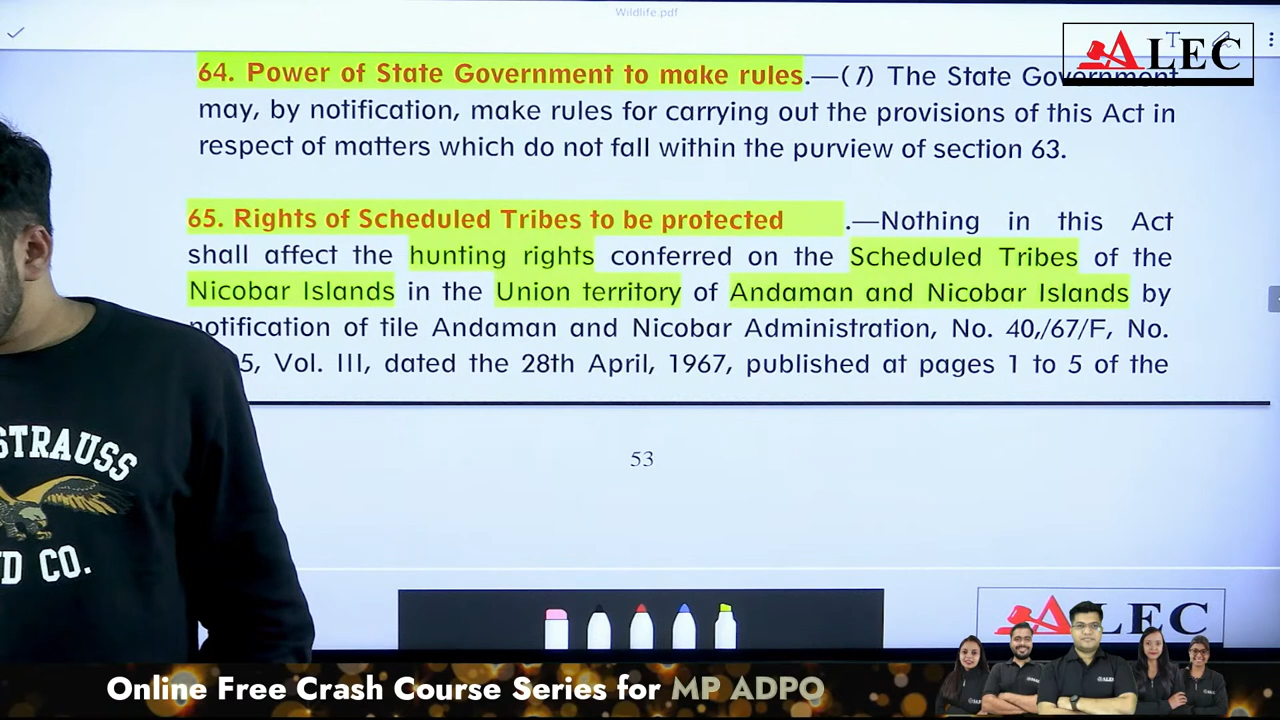 Wildlife.pdf
ALEC
64. Power of State Government to make rules.—(1) The State Government
may, by notification, make rules for carrying out the provisions of this Act in
respect of matters which do not fall within the purview of section 63.
65. Rights of Scheduled Tribes to be protected .—Nothing in this Act
shall affect the hunting rights conferred on the Scheduled Tribes of the
Nicobar Islands in the Union territory of Andaman and Nicobar Islands by
notification of tile Andaman and Nicobar Administration, No. 40,/67/F, No.
5, Vol. III, dated the 28th April, 1967, published at pages 1 to 5 of the
53
STRAUSS
D CO.
ALEC
Online Free Crash Course Series for MP ADPO